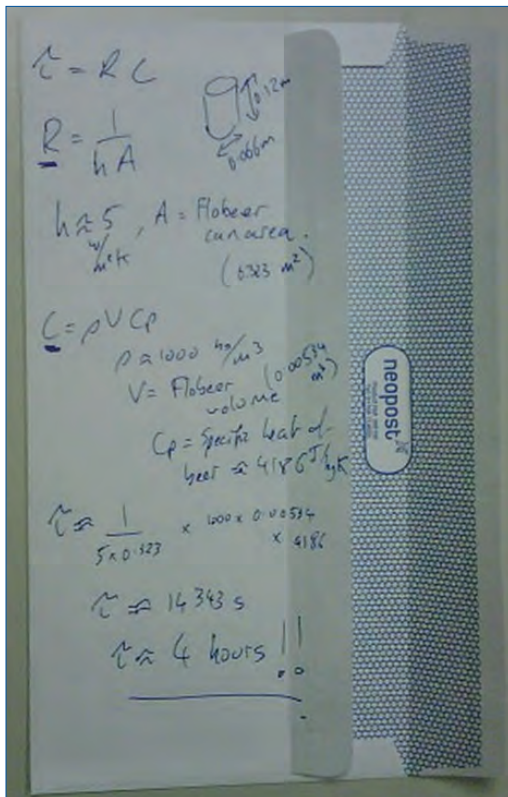 τ = R C
0.12m
0.066m
R = 1 / h A
h ≈ 5 W/m²K, A = Flobeer can area.
(0.323 m²)
C = ρ V Cp
ρ ≈ 1000 kg/m³
V = Flobeer volume (0.00534 m³)
Cp = Specific heat of
beer ≈ 4186 J/kgK
τ ≈ 1 / 5 x 0.323 x 1000 x 0.00534
x 4186
τ ≈ 14 343 s
τ ≈ 4 hours !!
neopost